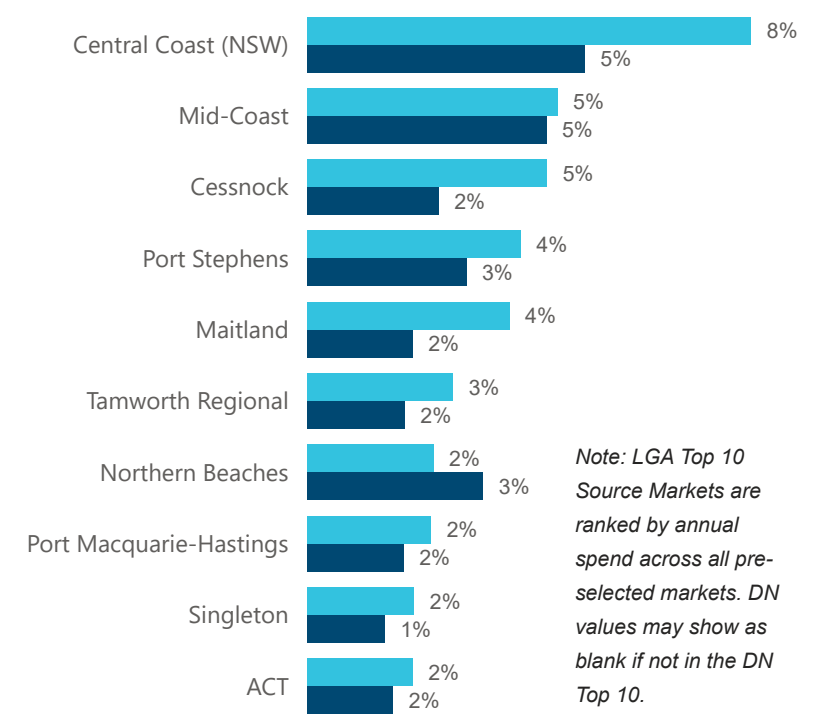 Central Coast (NSW)
8%
5%
Mid-Coast
5%
5%
Cessnock
5%
2%
Port Stephens
4%
3%
Maitland
4%
2%
Tamworth Regional
3%
2%
Northern Beaches
2%
3%
Port Macquarie-Hastings
2%
2%
Singleton
2%
1%
ACT
2%
2%
Note: LGA Top 10
Source Markets are
ranked by annual
spend across all pre-
selected markets. DN
values may show as
blank if not in the DN
Top 10.